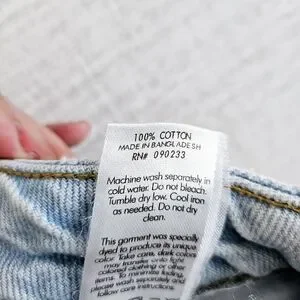 100% COTTON
MADE IN BANGLADESH
RN# 090233
Machine wash separately in
cold water. Do not bleach.
Tumble dry low. Cool iron
as needed. Do not dry
clean.
This garment was specially
dyed to produce its unique
color. Take care, dark colors
may transfer onto light
colored clothing or other
items. To minimize fading
please wash separately and
follow care instructions.